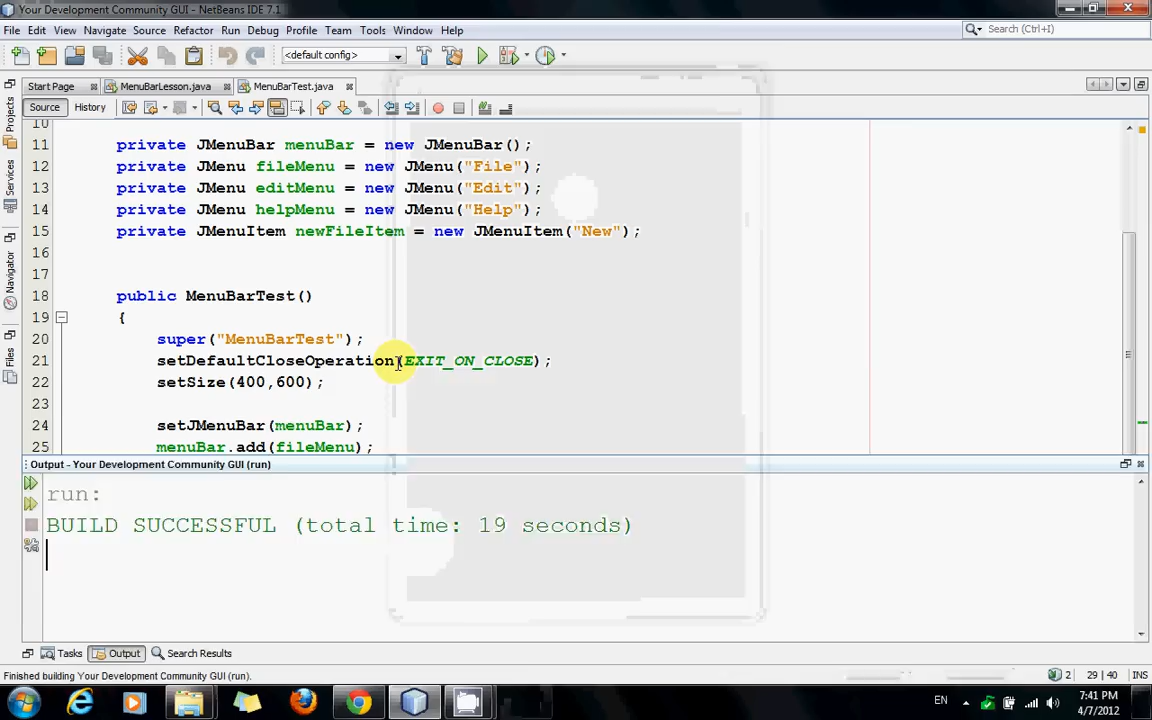 Your Development Community GUI - NetBeans IDE 7.1
File Edit View Navigate Source Refactor Run Debug Profile Team Tools Window Help
Search (Ctrl+I)
<default config>
Start Page MenuBarLesson.java MenuBarTest.java
Source History
Projects
Services
Navigator
Files
10
11 private JMenuBar menuBar = new JMenuBar();
12 private JMenu fileMenu = new JMenu("File");
13 private JMenu editMenu = new JMenu("Edit");
14 private JMenu helpMenu = new JMenu("Help");
15 private JMenuItem newFileItem = new JMenuItem("New");
16
17
18 public MenuBarTest()
19 {
20 super("MenuBarTest");
21 setDefaultCloseOperation(EXIT_ON_CLOSE);
22 setSize(400,600);
23
24 setJMenuBar(menuBar);
25 menuBar.add(fileMenu);
Output - Your Development Community GUI (run)
run:
BUILD SUCCESSFUL (total time: 19 seconds)
Tasks Output Search Results
Finished building Your Development Community GUI (run).
2 29 | 40 INS
EN 7:41 PM
4/7/2012